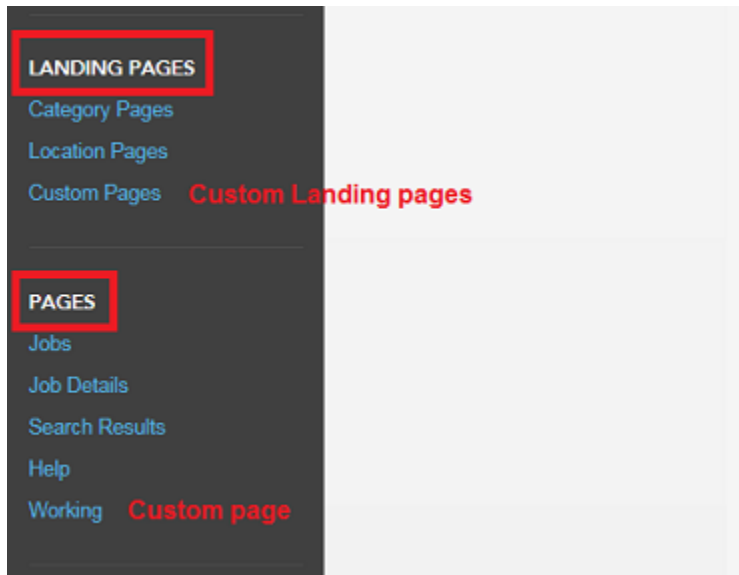 LANDING PAGES
Category Pages
Location Pages
Custom Pages Custom Landing pages
PAGES
Jobs
Job Details
Search Results
Help
Working Custom page